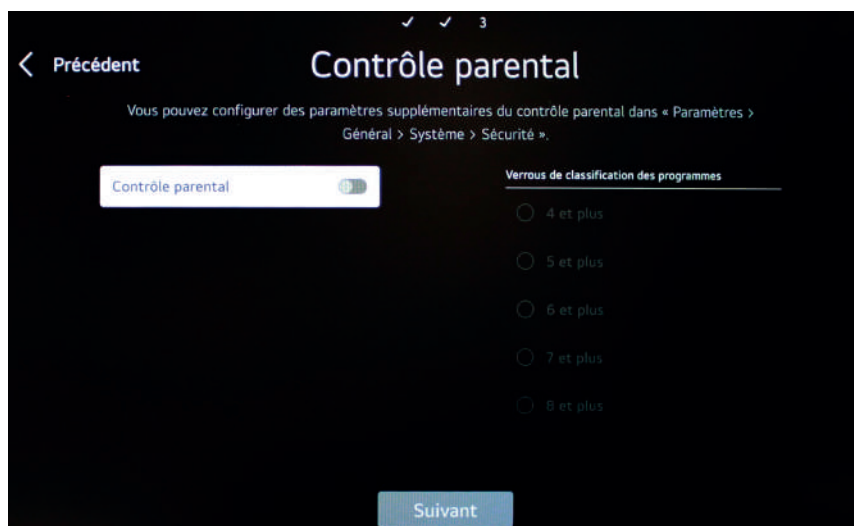 ✓ ✓ 3
Précédent
Contrôle parental
Vous pouvez configurer des paramètres supplémentaires du contrôle parental dans « Paramètres >
Général > Système > Sécurité ».
Contrôle parental
Verrous de classification des programmes
4 et plus
5 et plus
6 et plus
7 et plus
8 et plus
Suivant